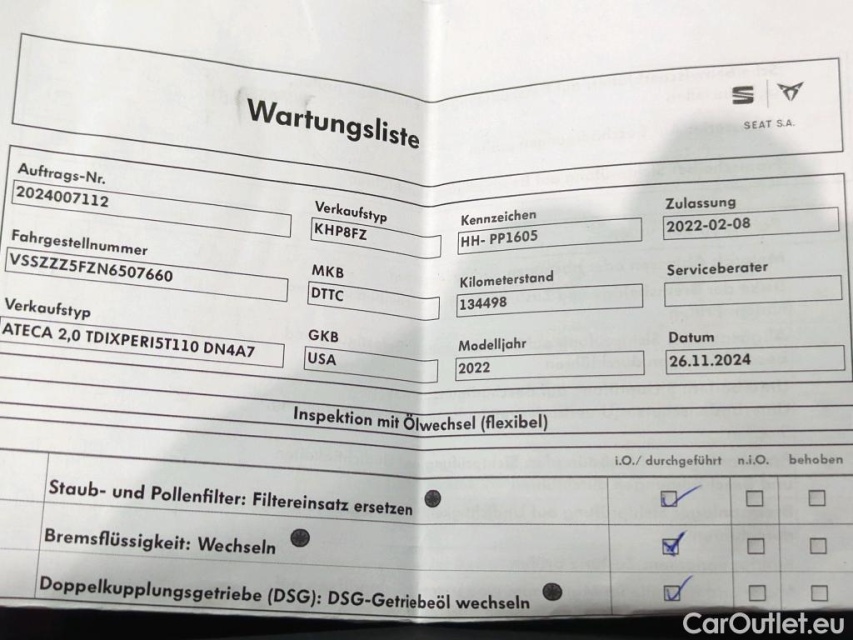 Wartungsliste
SEAT S.A.
Auftrags-Nr.
2024007112
Verkaufstyp
KHP8FZ
Kennzeichen
HH- PP1605
Zulassung
2022-02-08
Fahrgestellnummer
VSSZZZ5FZN6507660
MKB
DTTC
Kilometerstand
134498
Serviceberater
Verkaufstyp
ATECA 2,0 TDIXPERI5T110 DN4A7
GKB
USA
Modelljahr
2022
Datum
26.11.2024
Inspektion mit Ölwechsel (flexibel)
i.O./ durchgeführt n.i.O. behoben
Staub- und Pollenfilter: Filtereinsatz ersetzen
Bremsflüssigkeit: Wechseln
Doppelkupplungsgetriebe (DSG): DSG-Getriebeöl wechseln
CarOutlet.eu